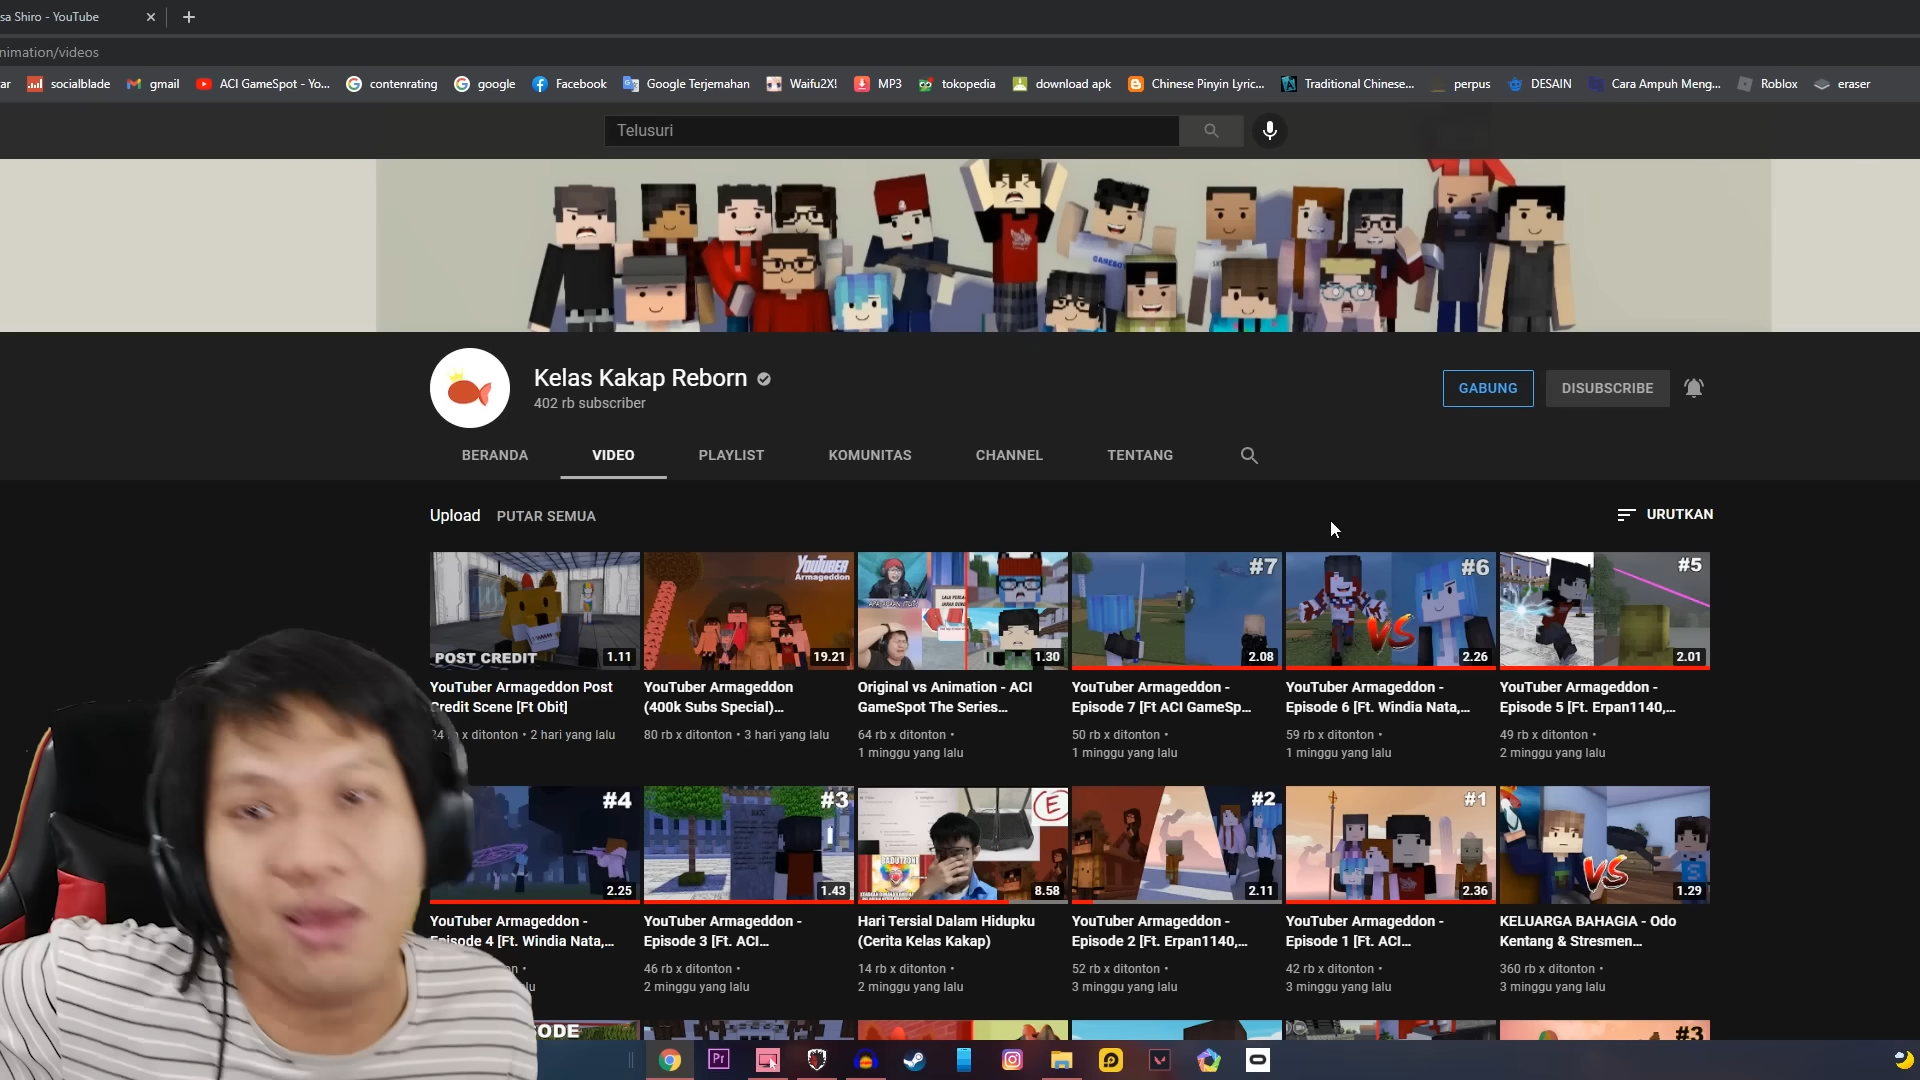 sa Shiro - YouTube
nimation/videos
ar socialblade gmail ACI GameSpot - Yo... contenrating google Facebook Google Terjemahan Waifu2X! MP3 tokopedia download apk Chinese Pinyin Lyric... Traditional Chinese... perpus DESAIN Cara Ampuh Meng... Roblox eraser
Telusuri
Kelas Kakap Reborn
402 rb subscriber
GABUNG DISUBSCRIBE
BERANDA VIDEO PLAYLIST KOMUNITAS CHANNEL TENTANG
Upload PUTAR SEMUA
URUTKAN
POST CREDIT 1.11
YouTuber Armageddon Post
Credit Scene [Ft Obit]
x ditonton • 2 hari yang lalu
YouTuber
Armageddon
19.21
YouTuber Armageddon
(400k Subs Special)...
80 rb x ditonton • 3 hari yang lalu
1.30
Original vs Animation - ACI
GameSpot The Series...
64 rb x ditonton •
1 minggu yang lalu
#7
2.08
YouTuber Armageddon -
Episode 7 [Ft ACI GameSp...
50 rb x ditonton •
1 minggu yang lalu
#6
VS
2.26
YouTuber Armageddon -
Episode 6 [Ft. Windia Nata,...
59 rb x ditonton •
1 minggu yang lalu
#5
2.01
YouTuber Armageddon -
Episode 5 [Ft. Erpan1140,...
49 rb x ditonton •
2 minggu yang lalu
#4
2.25
YouTuber Armageddon -
Episode 4 [Ft. Windia Nata,...
#3
1.43
YouTuber Armageddon -
Episode 3 [Ft. ACI...
46 rb x ditonton •
2 minggu yang lalu
E
8.58
Hari Tersial Dalam Hidupku
(Cerita Kelas Kakap)
14 rb x ditonton •
2 minggu yang lalu
#2
2.11
YouTuber Armageddon -
Episode 2 [Ft. Erpan1140,...
52 rb x ditonton •
3 minggu yang lalu
#1
2.36
YouTuber Armageddon -
Episode 1 [Ft. ACI...
42 rb x ditonton •
3 minggu yang lalu
VS
1.29
KELUARGA BAHAGIA - Odo
Kentang & Stresmen...
360 rb x ditonton •
3 minggu yang lalu
#3
Pr